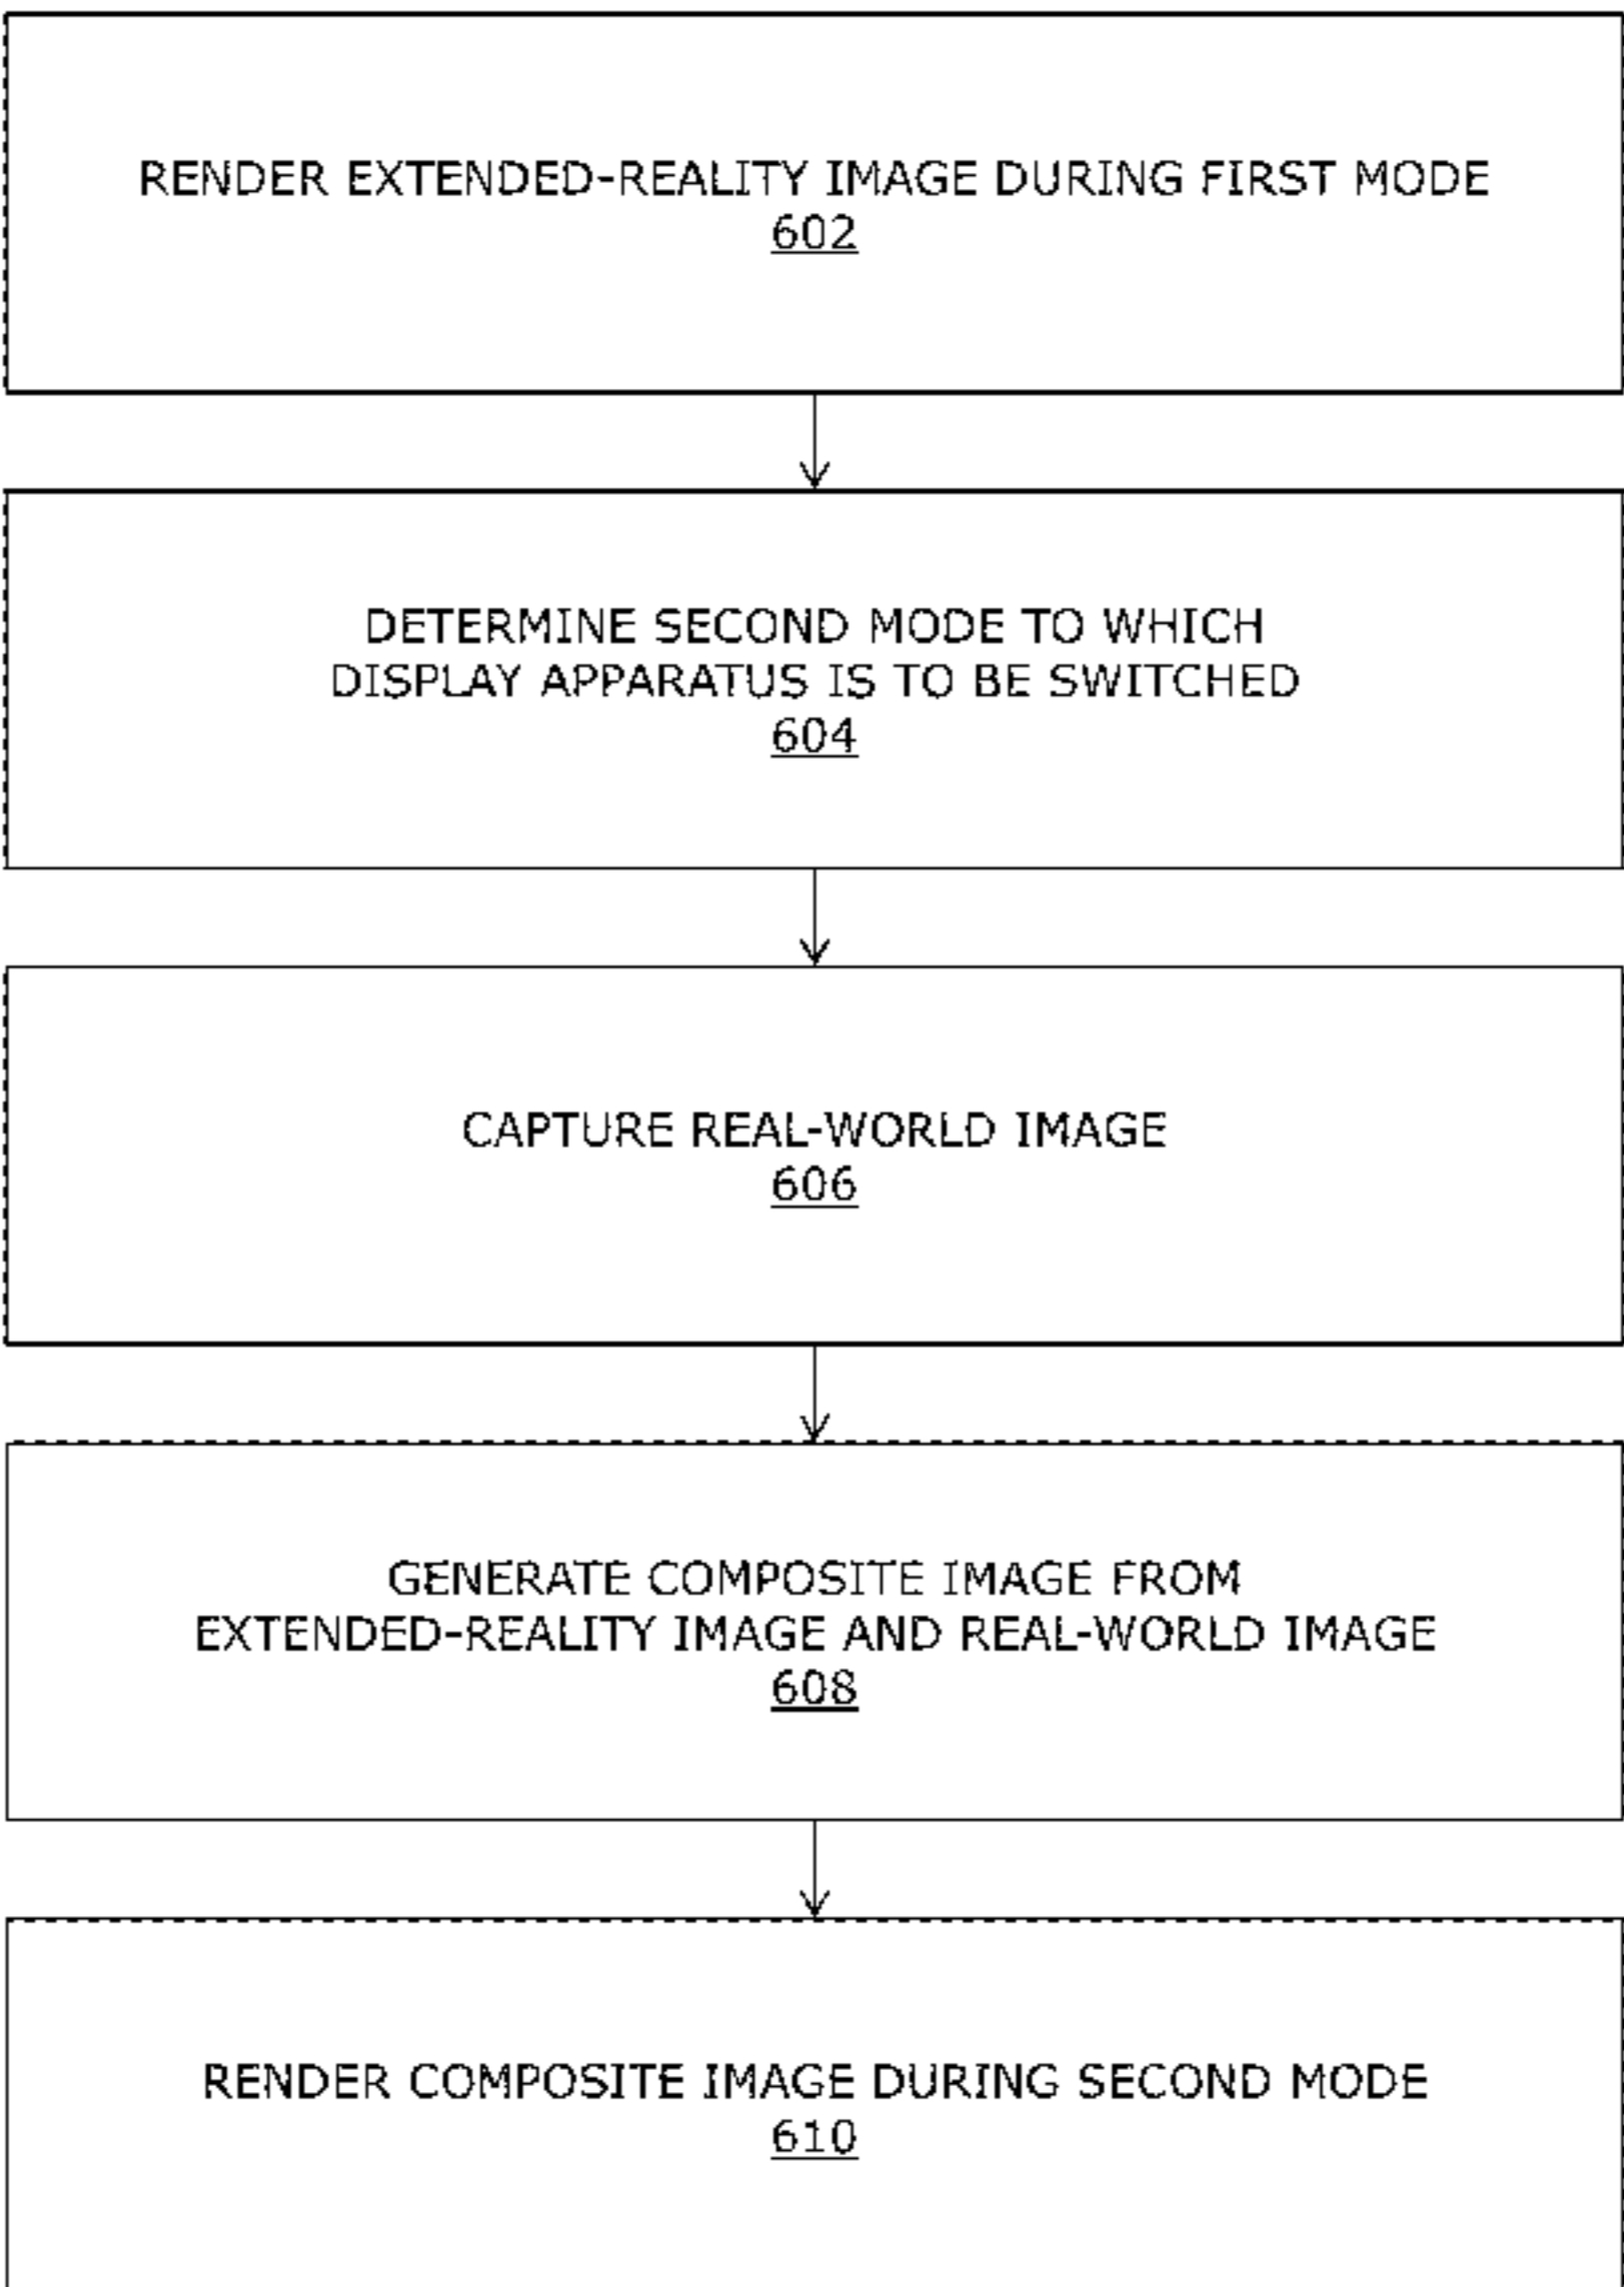 RENDER EXTENDED-REALITY IMAGE DURING FIRST MODE
602
DETERMINE SECOND MODE TO WHICH
DISPLAY APPARATUS IS TO BE SWITCHED
604
CAPTURE REAL-WORLD IMAGE
606
GENERATE COMPOSITE IMAGE FROM
EXTENDED-REALITY IMAGE AND REAL-WORLD IMAGE
608
RENDER COMPOSITE IMAGE DURING SECOND MODE
610